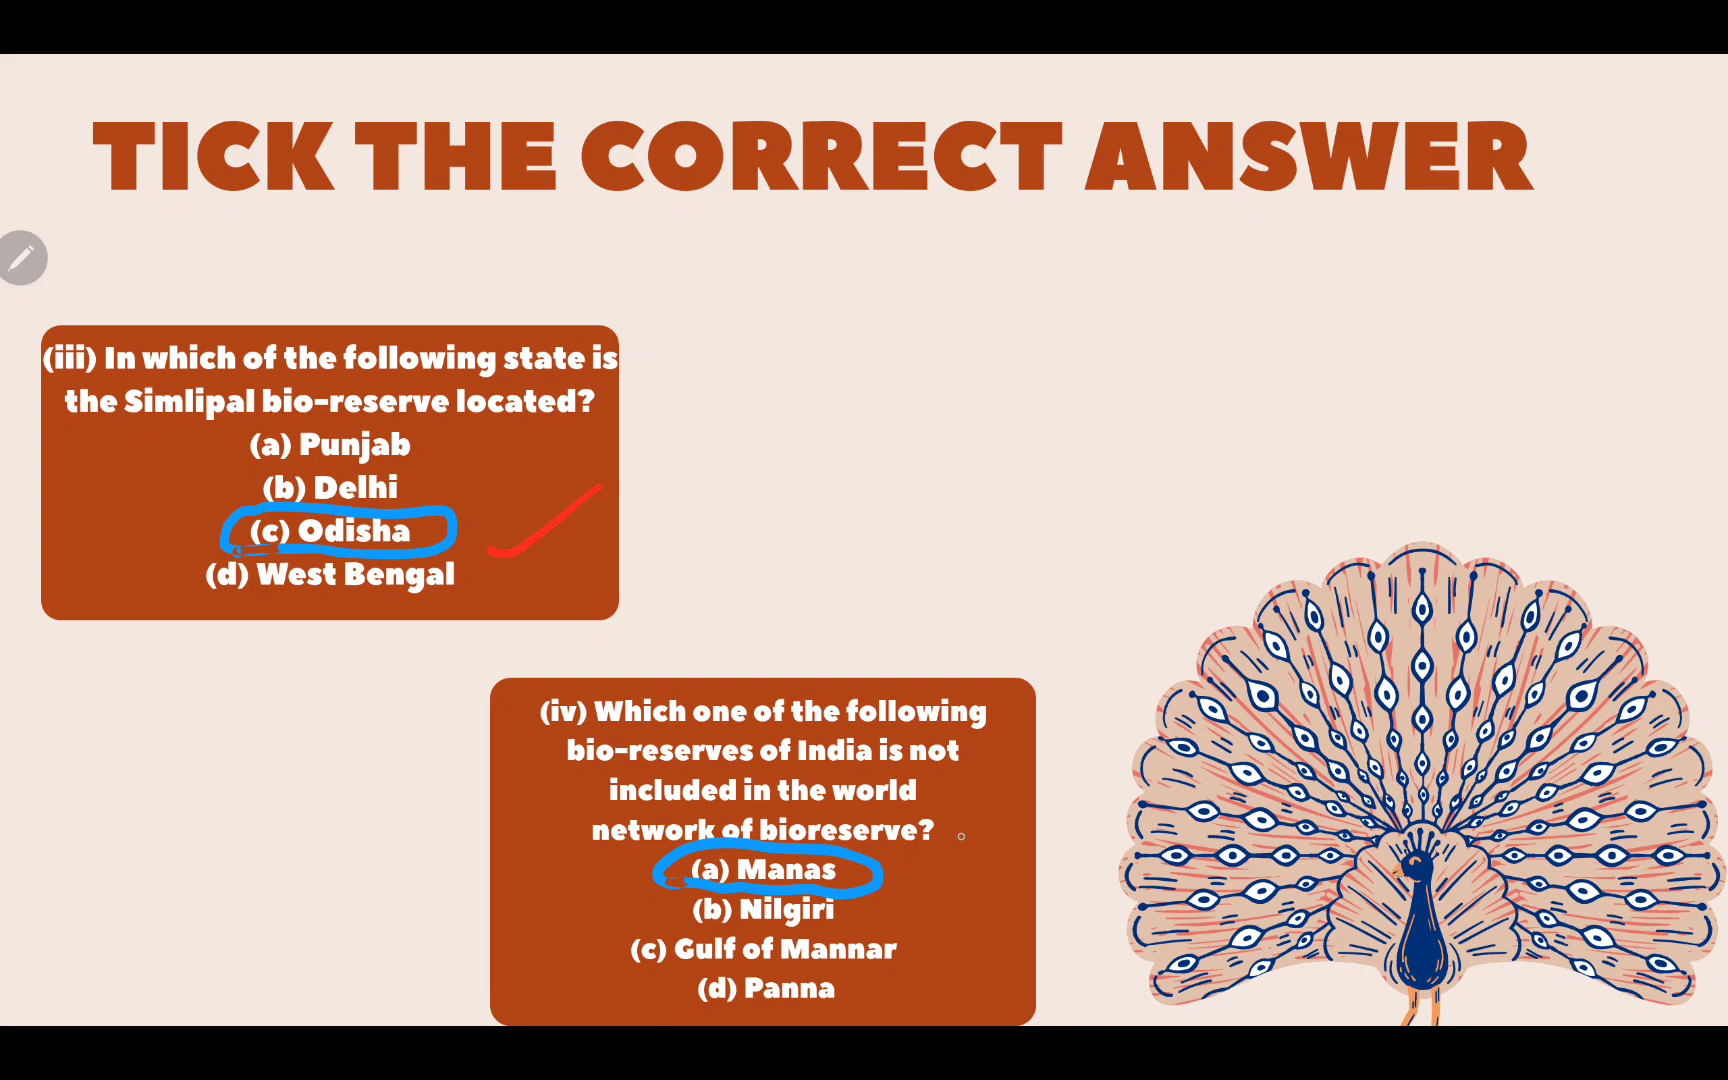 TICK THE CORRECT ANSWER
(iii) In which of the following state is
the Simlipal bio-reserve located?
(a) Punjab
(b) Delhi
(c) Odisha
(d) West Bengal
(iv) Which one of the following
bio-reserves of India is not
included in the world
network of bioreserve?
(a) Manas
(b) Nilgiri
(c) Gulf of Mannar
(d) Panna